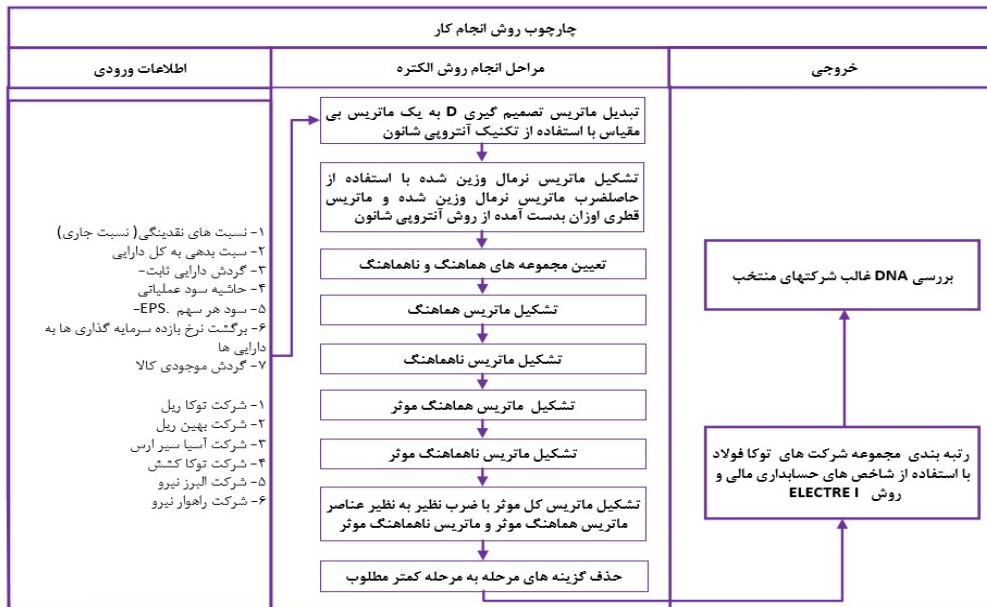 چارچوب روش انجام کار
اطلاعات ورودی
مراحل انجام روش الکتره
خروجی
۱- نسبت های نقدینگی( نسبت جاری)
۲- سبت بدهی به کل دارایی
۳- گردش دارایی ثابت-
۴- حاشیه سود عملیاتی
۵- سود هر سهم .EPS-
۶- برگشت نرخ بازده سرمایه گذاری ها به
دارایی ها
۷- گردش موجودی کالا
۱- شرکت توکا ریل
۲- شرکت بهین ریل
۳- شرکت آسیا سیر ارس
۴- شرکت توکا کشش
۵- شرکت البرز نیرو
۶- شرکت راهوار نیرو
تبدیل ماتریس تصمیم گیری D به یک ماتریس بی
مقیاس با استفاده از تکنیک آنتروپی شانون
تشکیل ماتریس نرمال وزین شده با استفاده از
حاصلضرب ماتریس نرمال وزین شده و ماتریس
قطری اوزان بدست آمده از روش آنتروپی شانون
تعیین مجموعه های هماهنگ و ناهماهنگ
تشکیل ماتریس هماهنگ
تشکیل ماتریس ناهماهنگ
تشکیل ماتریس هماهنگ موثر
تشکیل ماتریس ناهماهنگ موثر
تشکیل ماتریس کل موثر با ضرب نظیر به نظیر عناصر
ماتریس هماهنگ موثر و ماتریس ناهماهنگ موثر
حذف گزینه های مرحله به مرحله کمتر مطلوب
رتبه بندی مجموعه شرکت های توکا فولاد
با استفاده از شاخص های حسابداری مالی و
روش ELECTRE I
بررسی DNA غالب شرکتهای منتخب